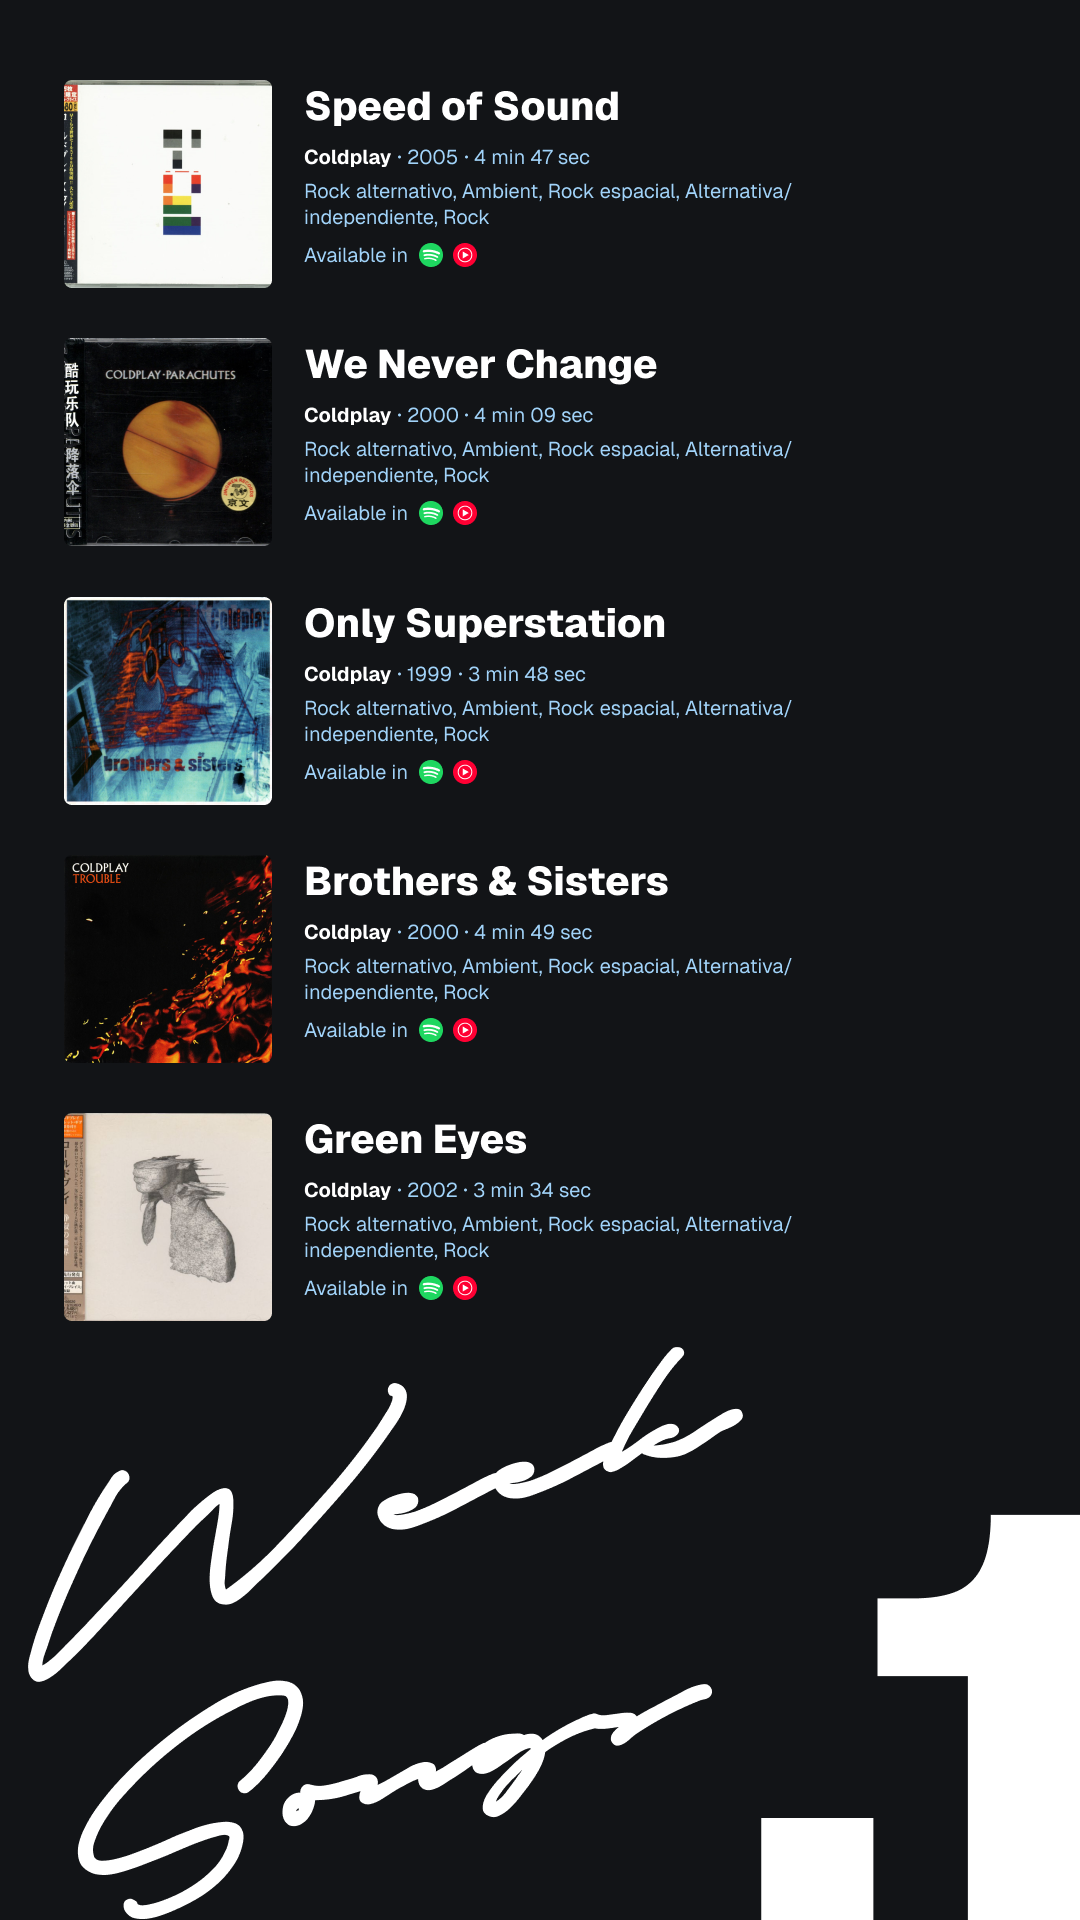 Speed of Sound
Coldplay · 2005 · 4 min 47 sec
Rock alternativo, Ambient, Rock espacial, Alternativa/
independiente, Rock
Available in
酷玩乐队
降落伞
COLDPLAY·PARACHUTES
京文
We Never Change
Coldplay · 2000 · 4 min 09 sec
Rock alternativo, Ambient, Rock espacial, Alternativa/
independiente, Rock
Available in
Coldplay
brothers & sisters
Only Superstation
Coldplay · 1999 · 3 min 48 sec
Rock alternativo, Ambient, Rock espacial, Alternativa/
independiente, Rock
Available in
COLDPLAY
TROUBLE
Brothers & Sisters
Coldplay · 2000 · 4 min 49 sec
Rock alternativo, Ambient, Rock espacial, Alternativa/
independiente, Rock
Available in
Green Eyes
Coldplay · 2002 · 3 min 34 sec
Rock alternativo, Ambient, Rock espacial, Alternativa/
independiente, Rock
Available in
Week
Songs
.1